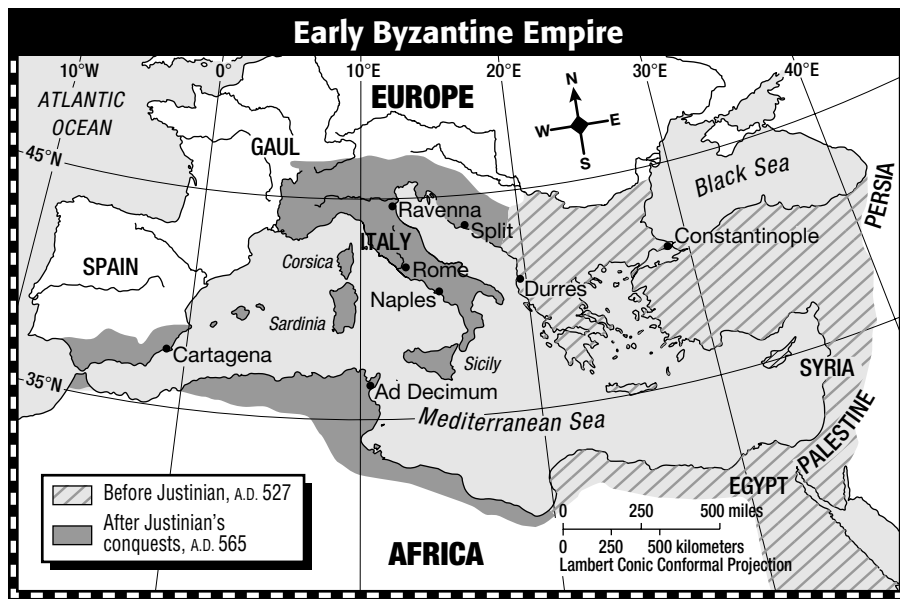 Early Byzantine Empire
10°W
0°
10°E
20°E
30°E
40°E
ATLANTIC
OCEAN
EUROPE
N
W
E
S
45°N
GAUL
Black Sea
PERSIA
Ravenna
Split
Constantinople
ITALY
SPAIN
Corsica
Rome
Durres
Naples
Sardinia
Cartagena
Sicily
SYRIA
35°N
Ad Decimum
Mediterranean Sea
PALESTINE
EGYPT
Before Justinian, A.D. 527
After Justinian's
conquests, A.D. 565
AFRICA
0 250 500 miles
0 250 500 kilometers
Lambert Conic Conformal Projection